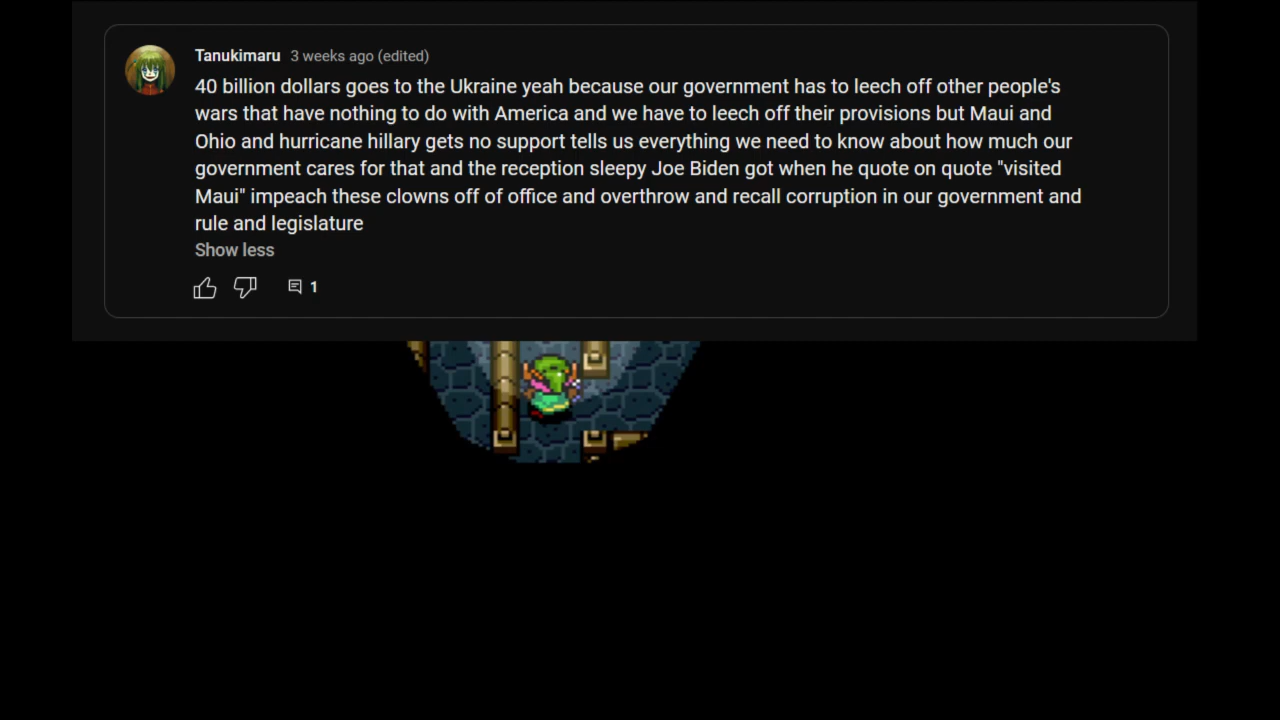 Tanukimaru 3 weeks ago (edited)
40 billion dollars goes to the Ukraine yeah because our government has to leech off other people's
wars that have nothing to do with America and we have to leech off their provisions but Maui and
Ohio and hurricane hillary gets no support tells us everything we need to know about how much our
government cares for that and the reception sleepy Joe Biden got when he quote on quote "visited
Maui" impeach these clowns off of office and overthrow and recall corruption in our government and
rule and legislature
Show less
1